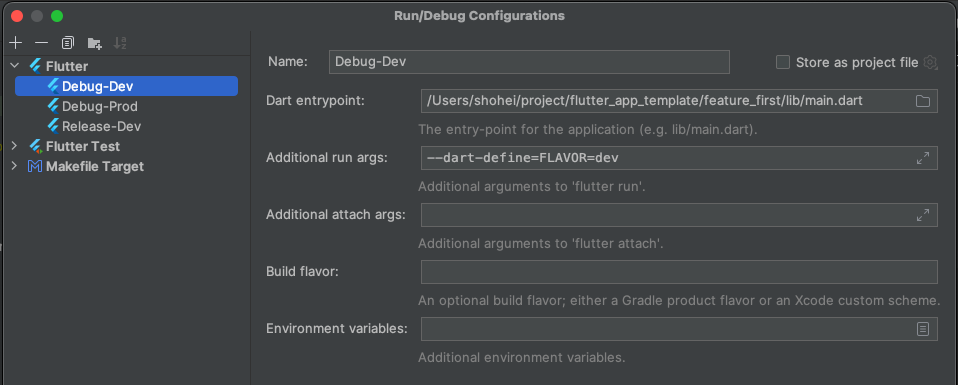 Run/Debug Configurations
Flutter
Debug-Dev
Debug-Prod
Release-Dev
Flutter Test
Makefile Target
Name:
Debug-Dev
Store as project file
Dart entrypoint:
/Users/shohei/project/flutter_app_template/feature_first/lib/main.dart
The entry-point for the application (e.g. lib/main.dart).
Additional run args:
--dart-define=FLAVOR=dev
Additional arguments to 'flutter run'.
Additional attach args:
Additional arguments to 'flutter attach'.
Build flavor:
An optional build flavor; either a Gradle product flavor or an Xcode custom scheme.
Environment variables:
Additional environment variables.